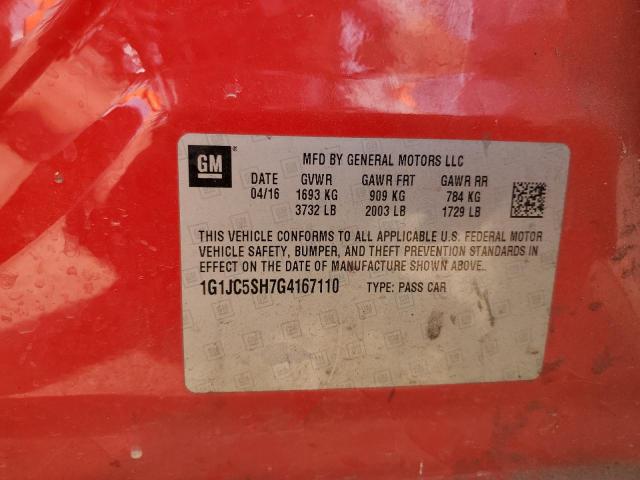 GM MFD BY GENERAL MOTORS LLC
DATE GVWR GAWR FRT GAWR RR
04/16 1693 KG 909 KG 784 KG
3732 LB 2003 LB 1729 LB
THIS VEHICLE CONFORMS TO ALL APPLICABLE U.S. FEDERAL MOTOR
VEHICLE SAFETY, BUMPER, AND THEFT PREVENTION STANDARDS
IN EFFECT ON THE DATE OF MANUFACTURE SHOWN ABOVE.
1G1JC5SH7G4167110 TYPE: PASS CAR